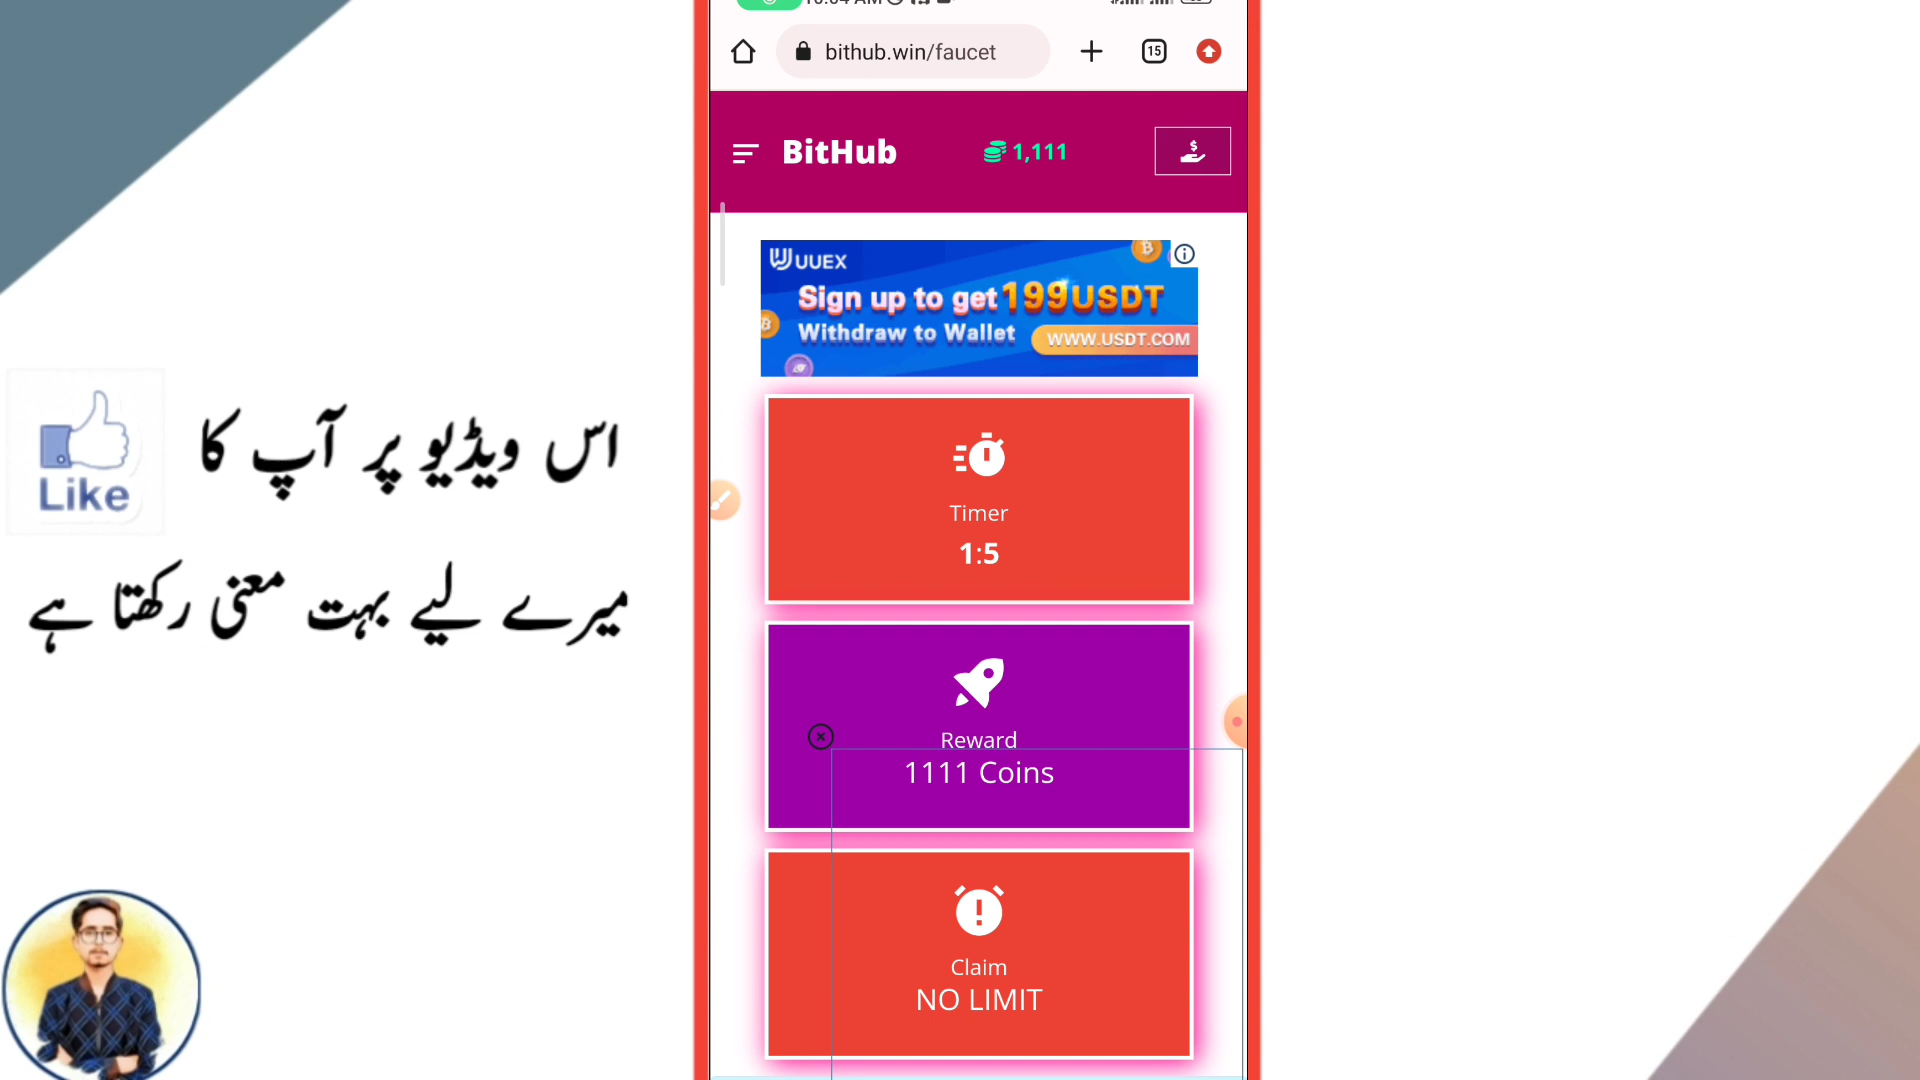 bithub.win/faucet
15
BitHub
1,111
UUEX
Sign up to get 199USDT
Withdraw to Wallet
WWW.USDT.COM
Timer
1:5
Reward
1111 Coins
Claim
NO LIMIT
اس ویڈیو پر آپ کا
Like
میرے لیے بہت معنی رکھتا ہے